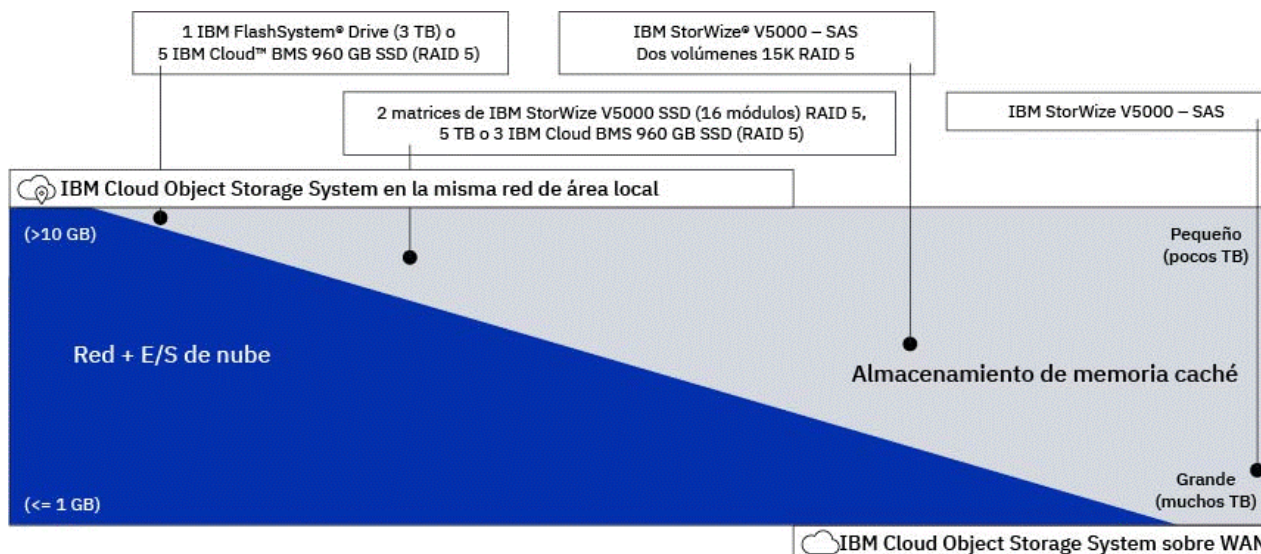 1 IBM FlashSystem® Drive (3 TB) o
5 IBM Cloud™ BMS 960 GB SSD (RAID 5)
IBM StorWize® V5000 – SAS
Dos volúmenes 15K RAID 5
2 matrices de IBM StorWize V5000 SSD (16 módulos) RAID 5,
5 TB o 3 IBM Cloud BMS 960 GB SSD (RAID 5)
IBM StorWize V5000 – SAS
IBM Cloud Object Storage System en la misma red de área local
(>10 GB)
Pequeño
(pocos TB)
Red + E/S de nube
Almacenamiento de memoria caché
(<= 1 GB)
Grande
(muchos TB)
IBM Cloud Object Storage System sobre WAN